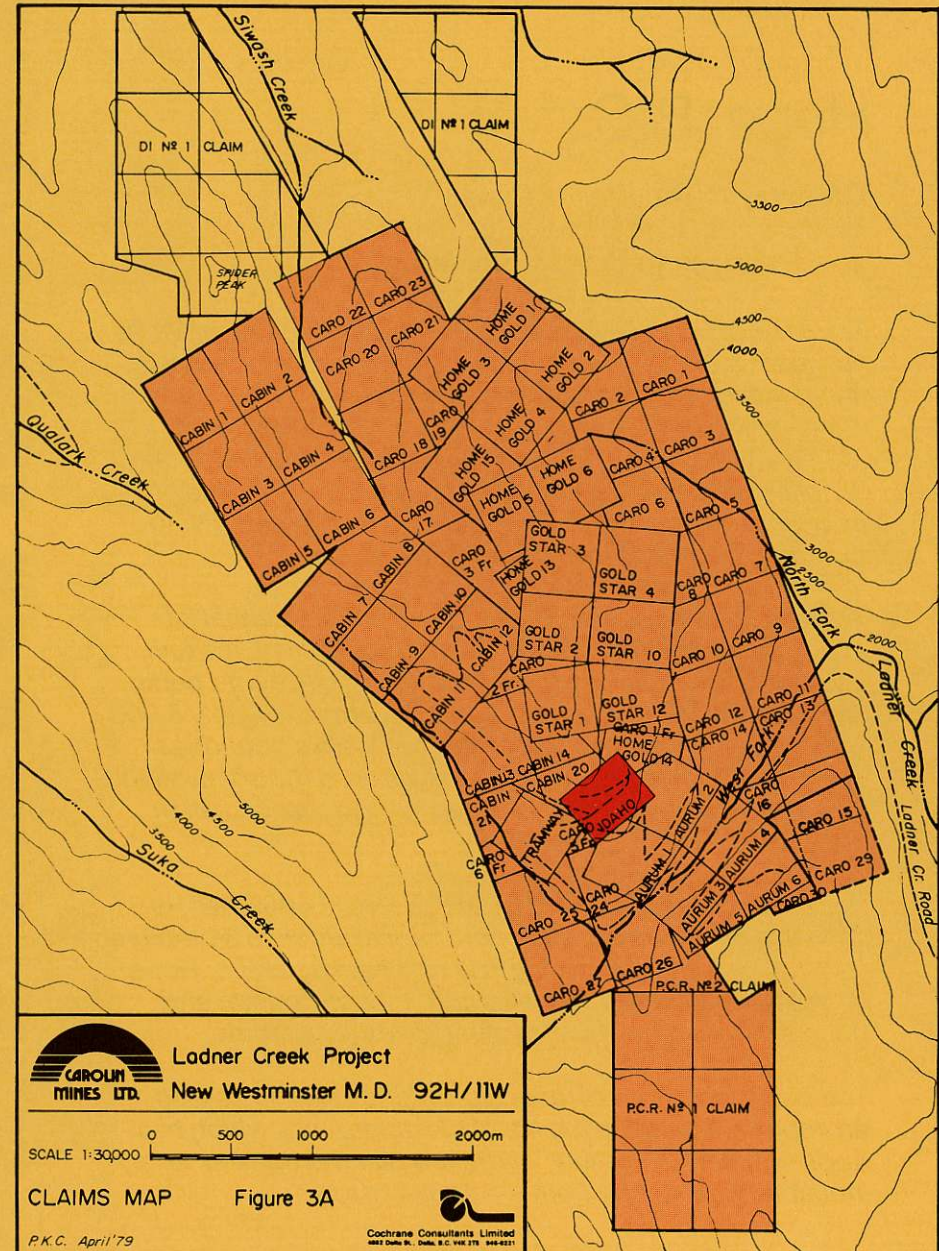 Siwash Creek
DI Nº 1 CLAIM
DI Nº 1 CLAIM
3500
SPIDER
PEAK
3000
4500
4000
3500
CARO 22
CARO 23
CARO 20
CARO 21
HOME
GOLD 1
HOME
GOLD 3
HOME
GOLD 2
HOME
GOLD 4
CARO 2
CARO 1
CABIN 1
CABIN 2
CARO
19
CARO 18
CARO 3
CARO 4
Qualark Creek
CABIN 3
CABIN 4
HOME
GOLD 15
HOME
GOLD 6
HOME
GOLD 5
CABIN 5
CABIN 6
CARO
17
CARO 6
CARO 5
GOLD
STAR 3
CABIN 7
CABIN 8
CARO
3 Fr
HOME
GOLD 13
GOLD
STAR 4
CARO
8
CARO 7
3000
2500
North Fork
CABIN 9
CABIN 10
CABIN 11
CABIN 12
GOLD
STAR 2
GOLD
STAR 10
CARO 10
CARO 9
2000
CARO
2 Fr.
Ladner Creek
Ladner Cr. Road
GOLD
STAR 1
GOLD
STAR 12
CARO 12
CARO 11
CARO 1 Fr
CARO 14
CARO 13
HOME
GOLD 14
West Fork
CABIN 13
CABIN 14
CABIN
21
CABIN 20
TRAMWAY
IDAHO
CARO
AURUM 2
CARO
16
CARO 15
5000
4500
4000
3500
Suka Creek
CARO
6 Fr
AURUM 1
AURUM 3
AURUM 4
AURUM 5
AURUM 6
CARO 29
CARO 30
CARO
24
CARO 25
CARO 26
CARO 27
P.C.R. Nº 2 CLAIM
P.C.R. Nº 1 CLAIM
CAROLIN
MINES LTD.
Ladner Creek Project
New Westminster M. D. 92H/11W
0 500 1000 2000m
SCALE 1:30,000
CLAIMS MAP Figure 3A
P.K.C. April '79
Cochrane Consultants Limited